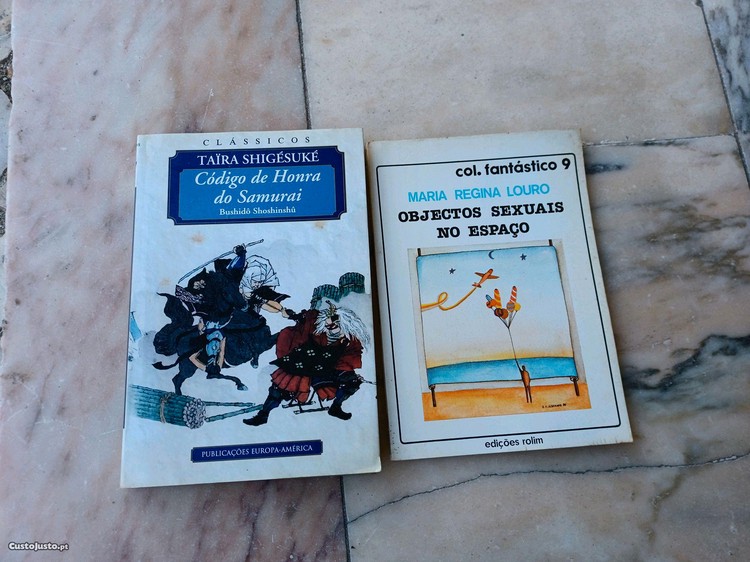 CLÁSSICOS
TAÏRA SHIGÉSUKÉ
Código de Honra
do Samurai
Bushidô Shoshinshû
PUBLICAÇÕES EUROPA-AMÉRICA
col. fantástico 9
MARIA REGINA LOURO
OBJECTOS SEXUAIS
NO ESPAÇO
edições rolim
CustoJusto.pt